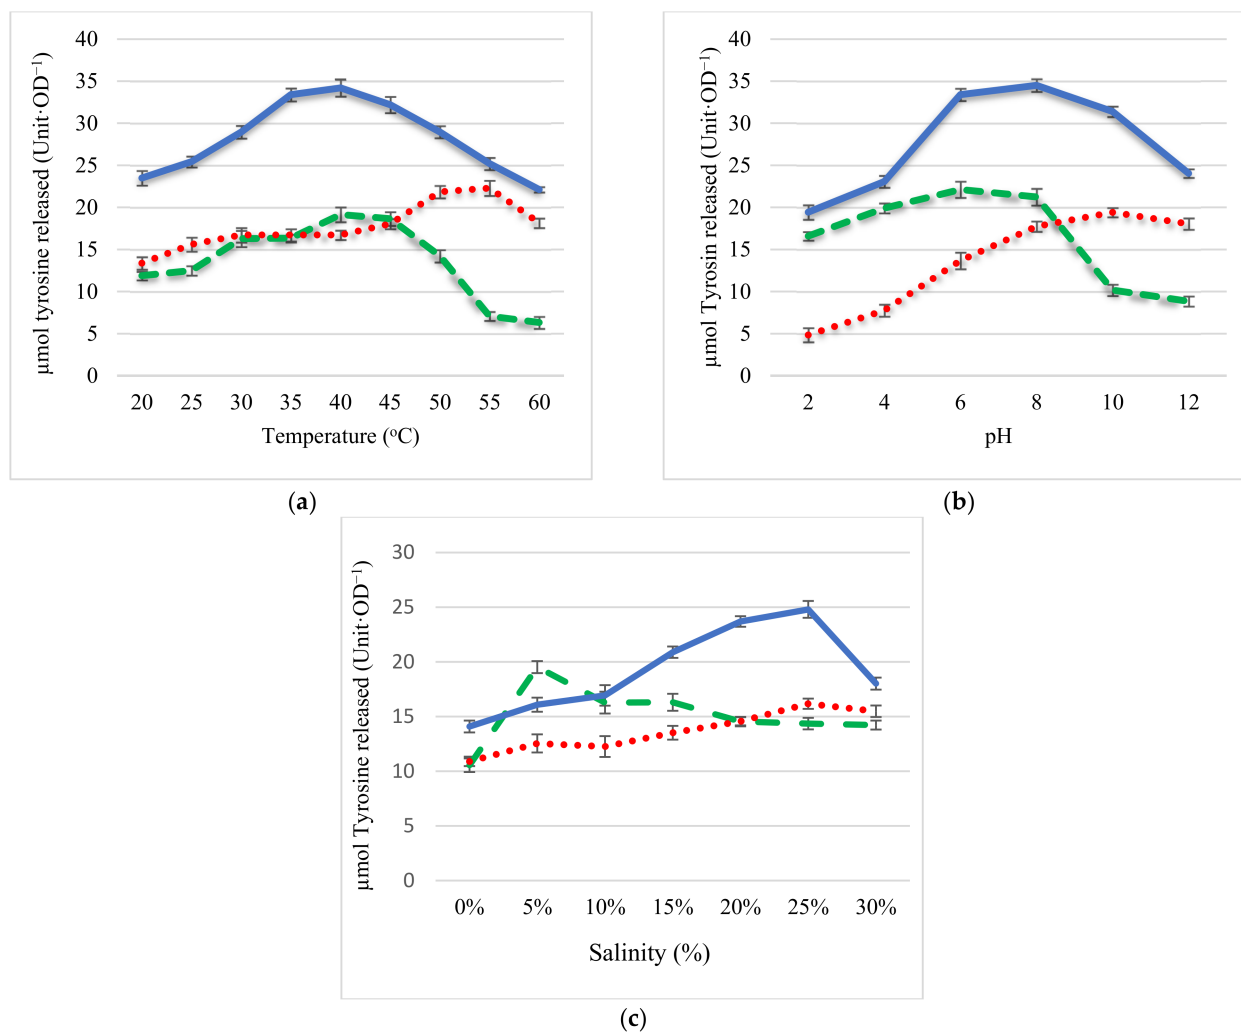 40
35
30
25
20
15
10
5
0
µmol tyrosine released (Unit·OD⁻¹)
20 25 30 35 40 45 50 55 60
Temperature (ᵒC)
(a)
40
35
30
25
20
15
10
5
0
µmol Tyrosin released (Unit·OD⁻¹)
2 4 6 8 10 12
pH
(b)
30
25
20
15
10
5
0
µmol Tyrosine released (Unit·OD⁻¹)
0% 5% 10% 15% 20% 25% 30%
Salinity (%)
(c)